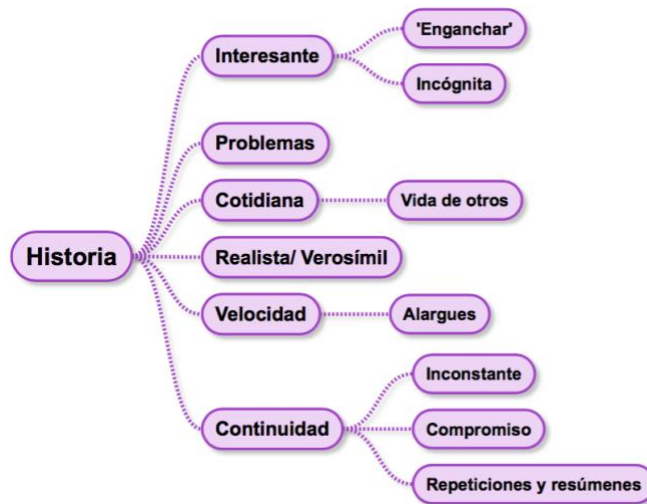 Historia
Interesante
'Enganchar'
Incógnita
Problemas
Cotidiana
Vida de otros
Realista/ Verosímil
Velocidad
Alargues
Continuidad
Inconstante
Compromiso
Repeticiones y resúmenes